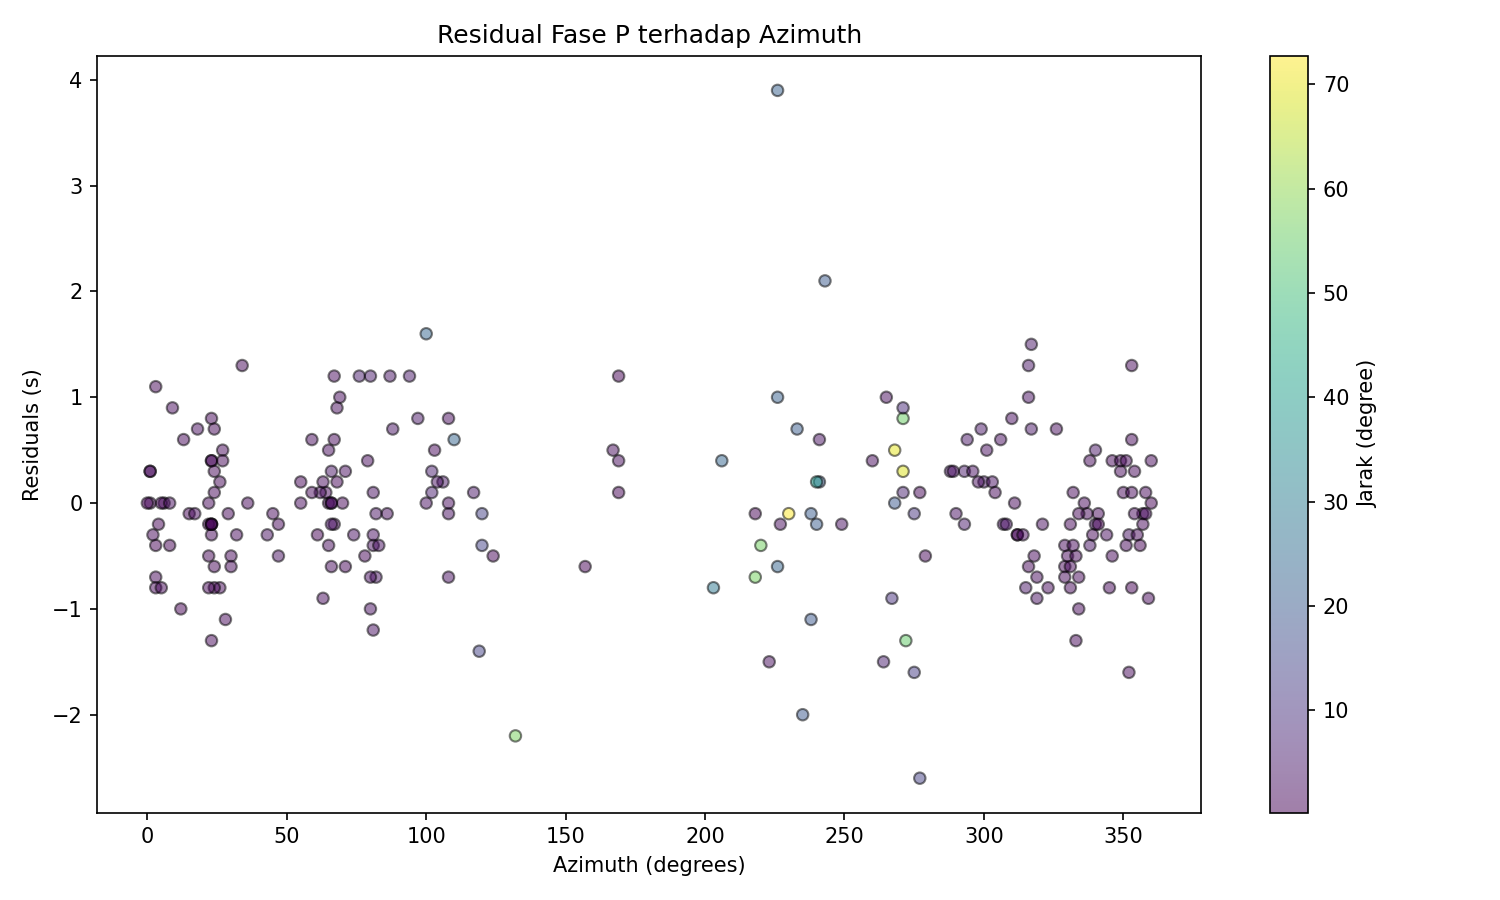 Residual Fase P terhadap Azimuth
4
3
2
1
0
−1
−2
Residuals (s)
0 50 100 150 200 250 300 350
Azimuth (degrees)
70
60
50
40
30
20
10
Jarak (degree)